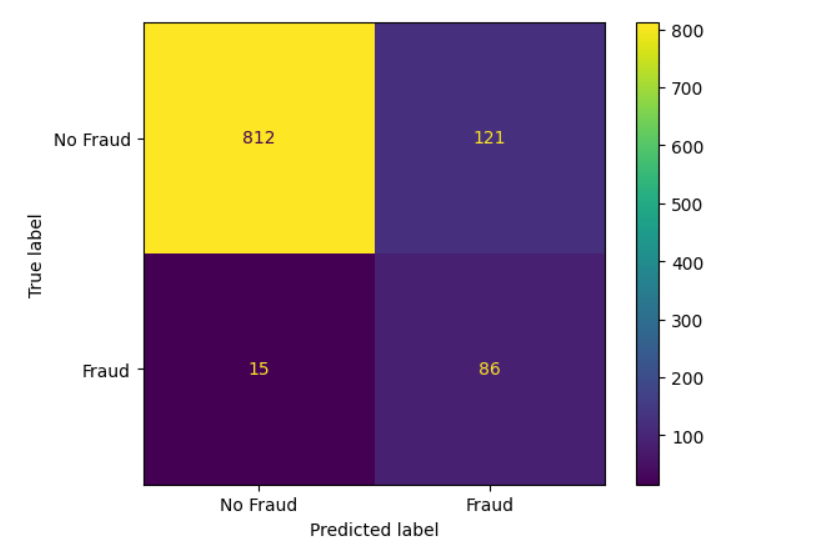 800
700
No Fraud
812
121
600
500
True label
400
300
Fraud
15
86
200
100
No Fraud
Fraud
Predicted label